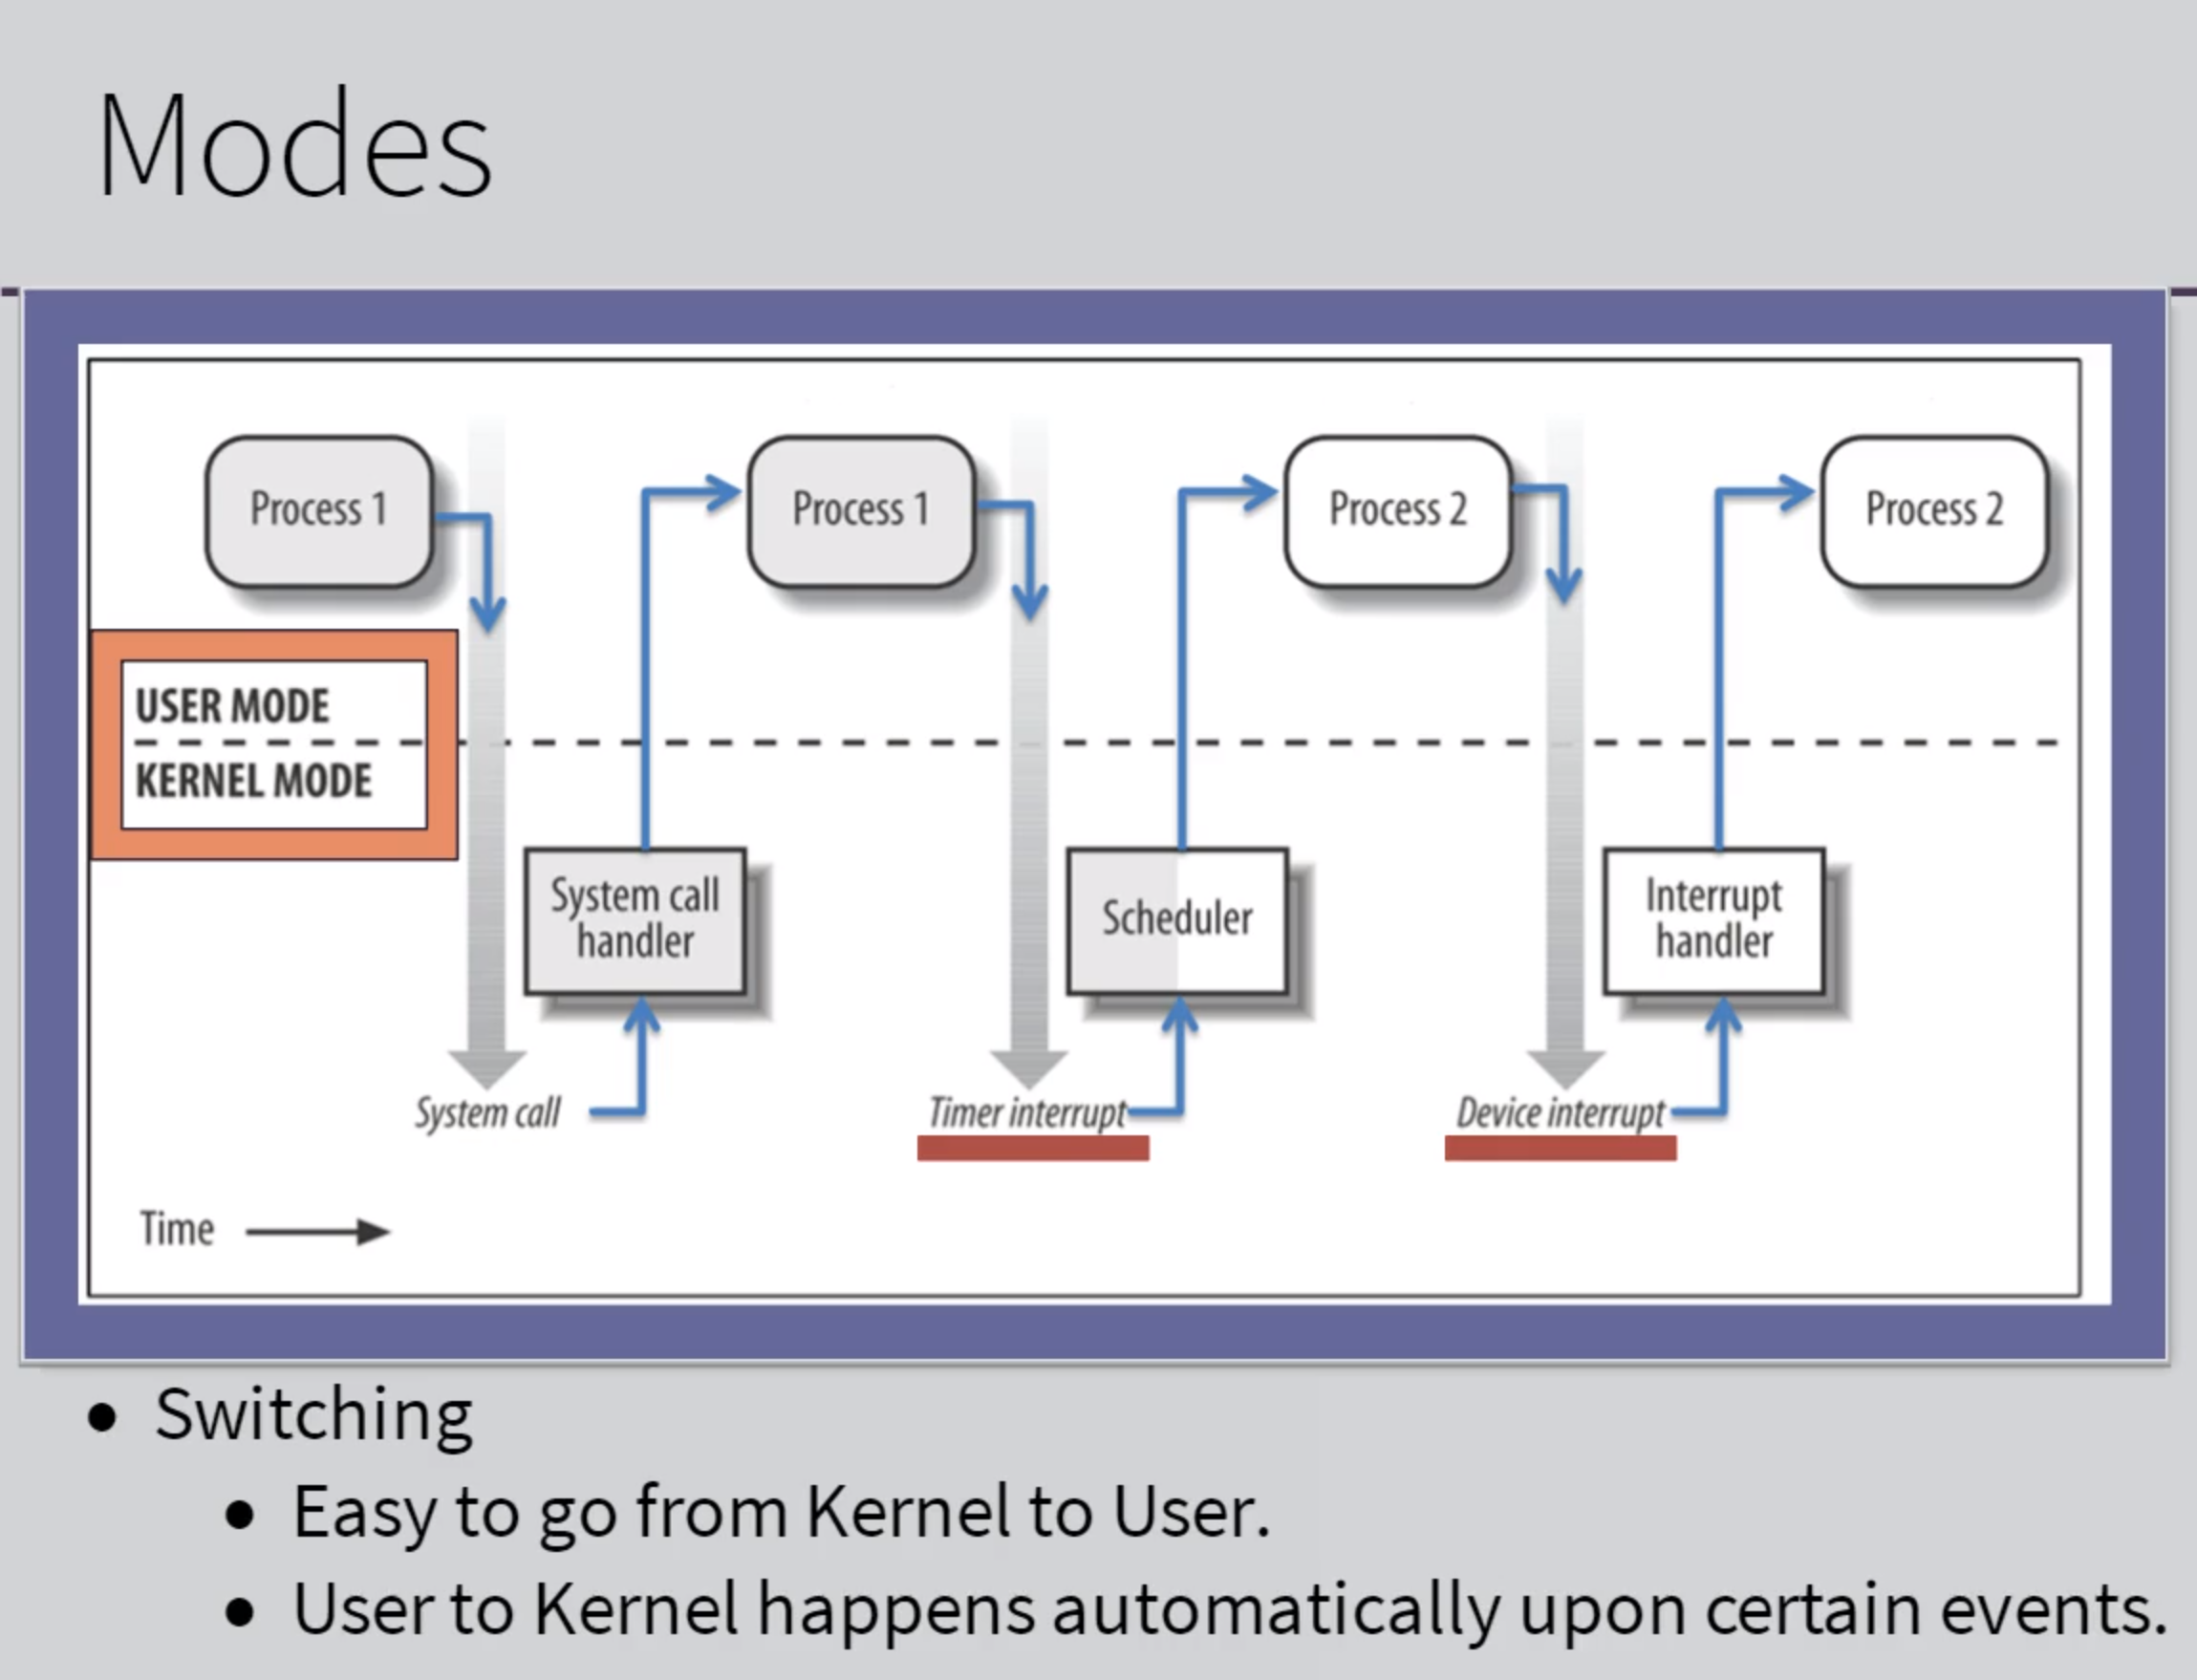 Modes
Process 1
Process 1
Process 2
Process 2
USER MODE
KERNEL MODE
System call
handler
Scheduler
Interrupt
handler
System call
Timer interrupt
Device interrupt
Time
• Switching
• Easy to go from Kernel to User.
• User to Kernel happens automatically upon certain events.